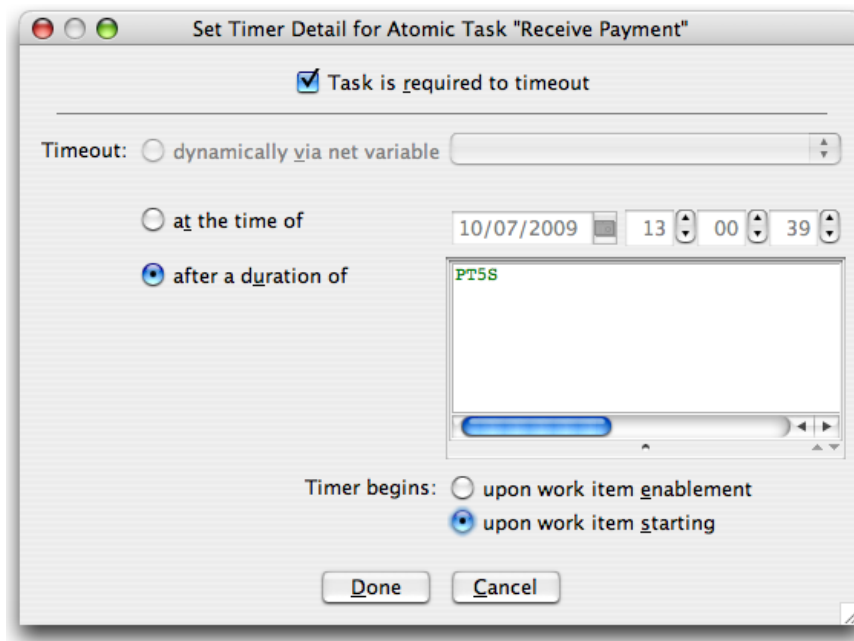 Set Timer Detail for Atomic Task "Receive Payment"
Task is required to timeout
Timeout: dynamically via net variable
at the time of 10/07/2009 13 00 39
after a duration of PT5S
Timer begins: upon work item enablement
upon work item starting
Done Cancel